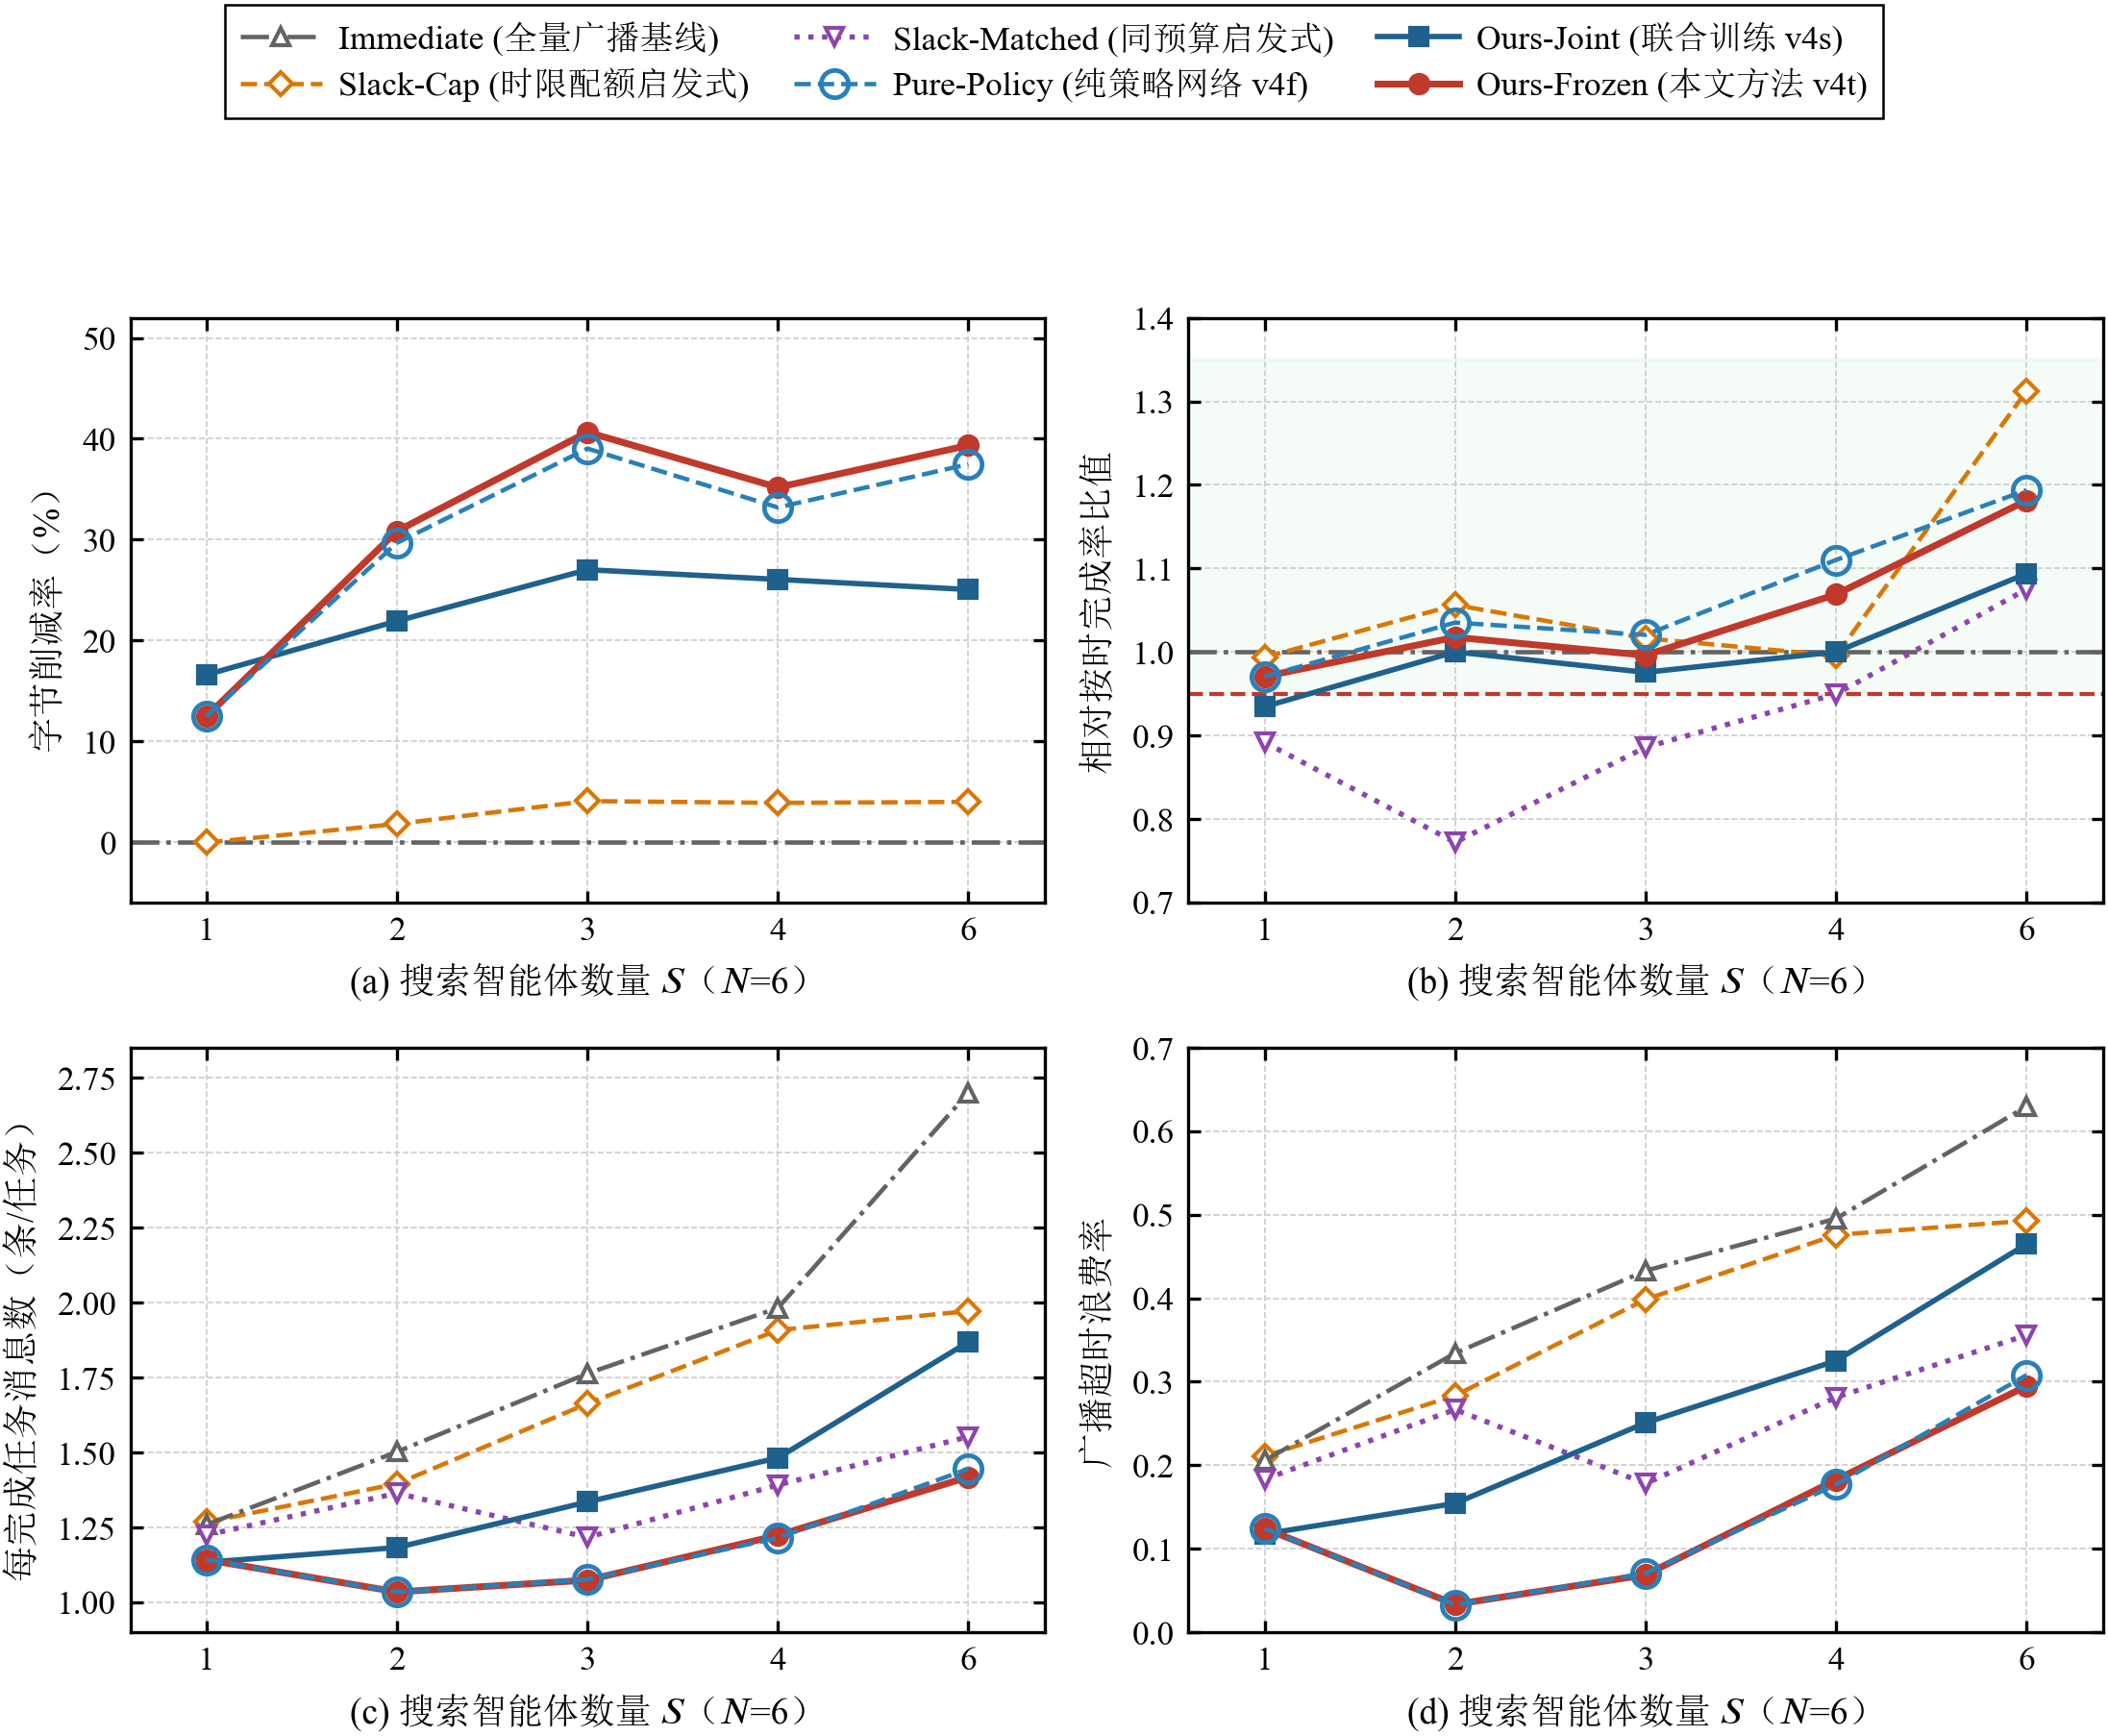 Immediate (全量广播基线)
Slack-Cap (时限配额启发式)
Slack-Matched (同预算启发式)
Pure-Policy (纯策略网络 v4f)
Ours-Joint (联合训练 v4s)
Ours-Frozen (本文方法 v4t)
字节削减率（%）
50
40
30
20
10
0
1 2 3 4 6
(a) 搜索智能体数量 S（N=6）
相对按时完成率比值
1.4
1.3
1.2
1.1
1.0
0.9
0.8
0.7
1 2 3 4 6
(b) 搜索智能体数量 S（N=6）
每完成任务消息数（条/任务）
2.75
2.50
2.25
2.00
1.75
1.50
1.25
1.00
1 2 3 4 6
(c) 搜索智能体数量 S（N=6）
广播超时浪费率
0.7
0.6
0.5
0.4
0.3
0.2
0.1
0.0
1 2 3 4 6
(d) 搜索智能体数量 S（N=6）